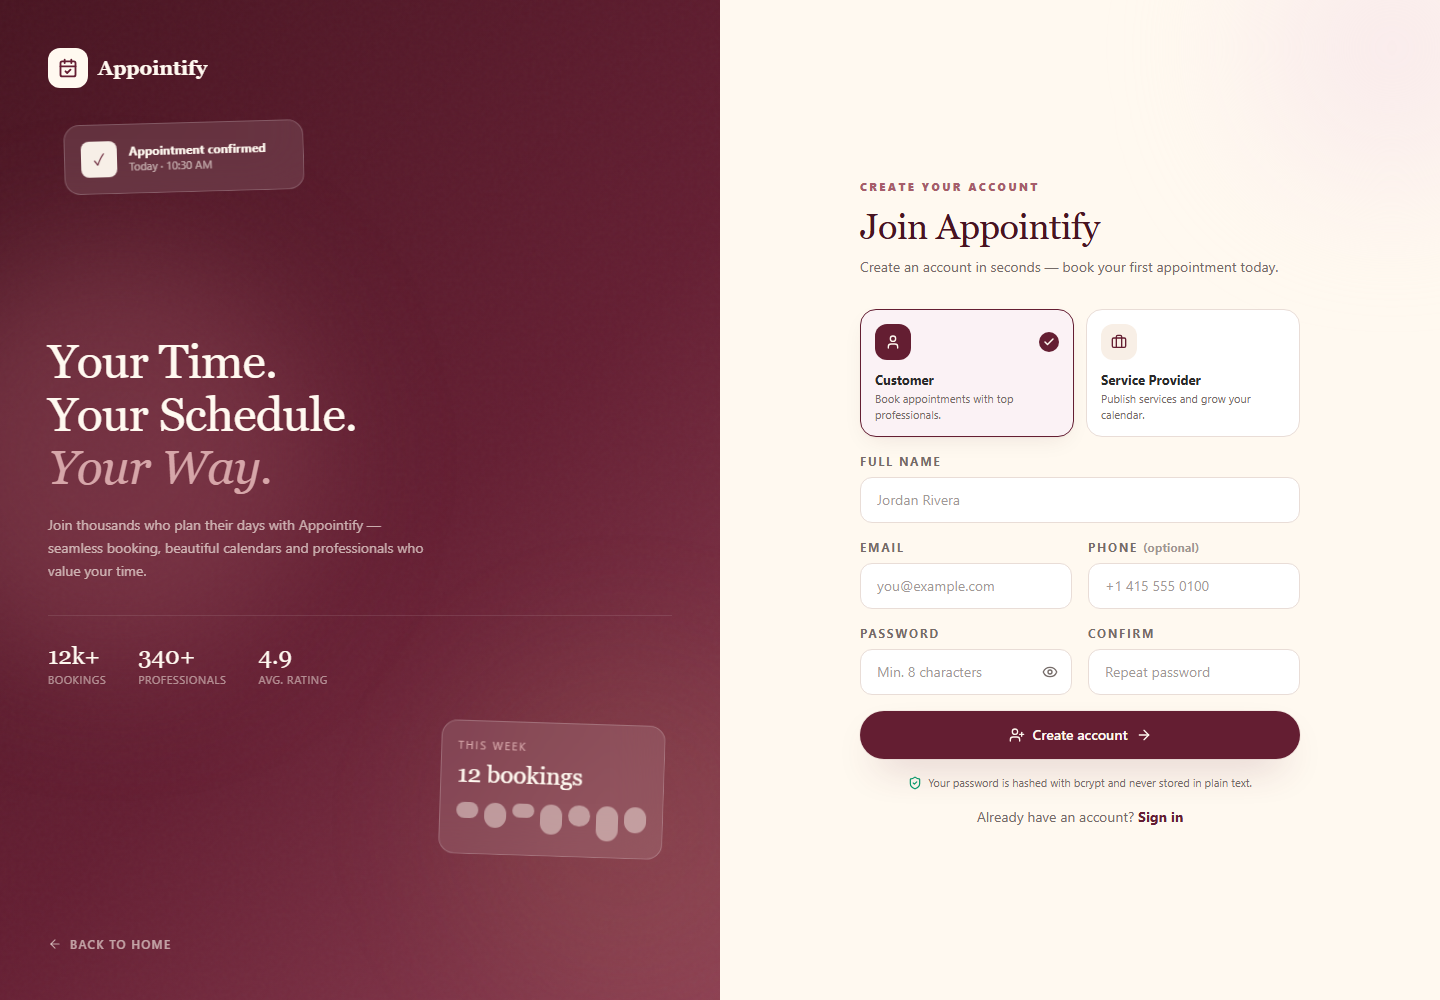 Appointify
✓
Appointment confirmed
Today · 10:30 AM
Your Time.
Your Schedule.
Your Way.
Join thousands who plan their days with Appointify —
seamless booking, beautiful calendars and professionals who
value your time.
12k+
BOOKINGS
340+
PROFESSIONALS
4.9
AVG. RATING
THIS WEEK
12 bookings
BACK TO HOME
CREATE YOUR ACCOUNT
Join Appointify
Create an account in seconds — book your first appointment today.
Customer
Book appointments with top
professionals.
Service Provider
Publish services and grow your
calendar.
FULL NAME
Jordan Rivera
EMAIL
you@example.com
PHONE (optional)
+1 415 555 0100
PASSWORD
Min. 8 characters
CONFIRM
Repeat password
Create account
Your password is hashed with bcrypt and never stored in plain text.
Already have an account? Sign in